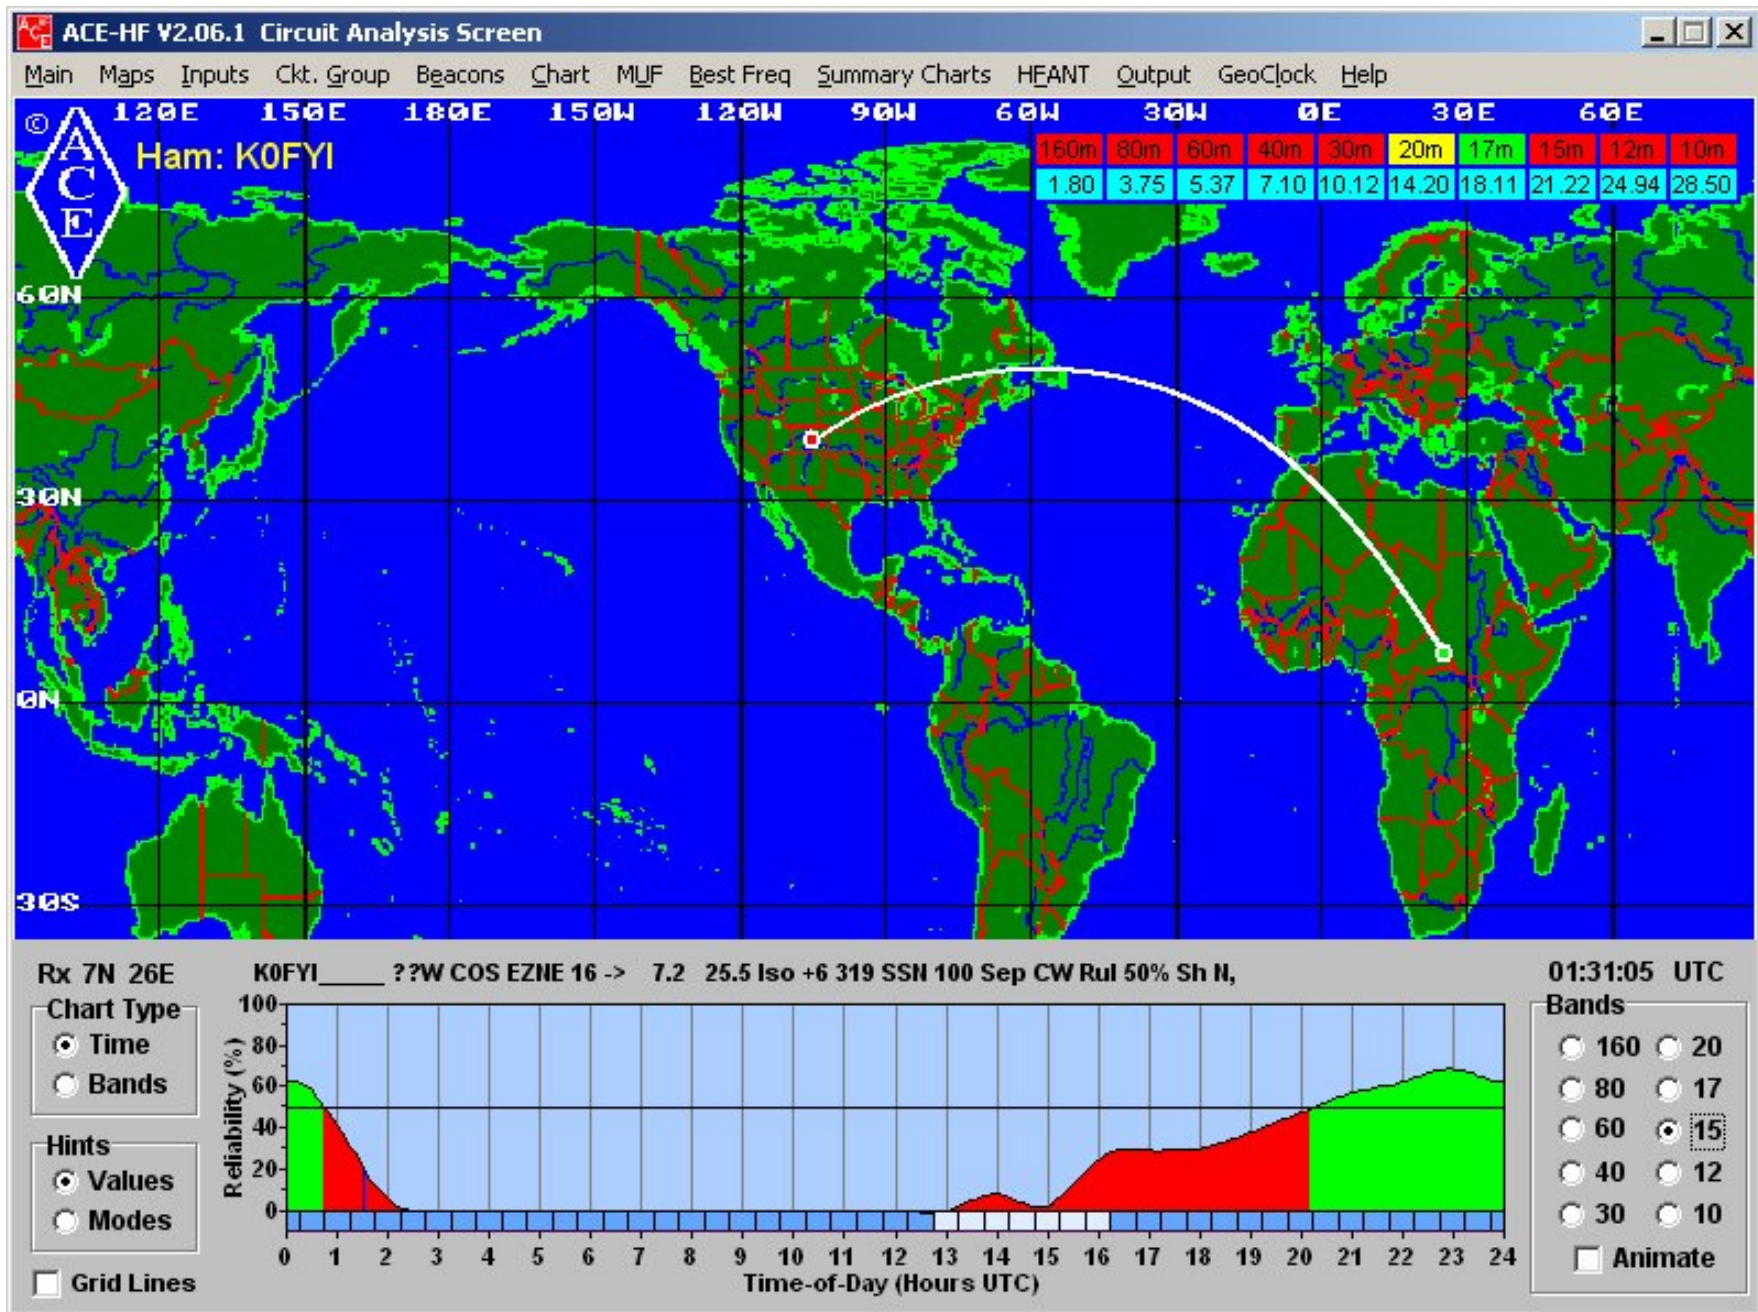 ACE-HF V2.06.1 Circuit Analysis Screen
Main Maps Inputs Ckt. Group Beacons Chart MUF Best Freq Summary Charts HFANT Output GeoClock Help
120E 150E 180E 150W 120W 90W 60W 30W 0E 30E 60E
©
A
C
E
Ham: K0FYI
160m 80m 60m 40m 30m 20m 17m 15m 12m 10m
1.80 3.75 5.37 7.10 10.12 14.20 18.11 21.22 24.94 28.50
60N
30N
0N
30S
Rx 7N 26E
K0FYI_____ ??W COS EZNE 16 -> 7.2 25.5 Iso +6 319 SSN 100 Sep CW Rul 50% Sh N,
01:31:05 UTC
Chart Type
Time
Bands
Hints
Values
Modes
Grid Lines
Reliability (%)
100
80
60
40
20
0
0 1 2 3 4 5 6 7 8 9 10 11 12 13 14 15 16 17 18 19 20 21 22 23 24
Time-of-Day (Hours UTC)
Bands
160 20
80 17
60 15
40 12
30 10
Animate